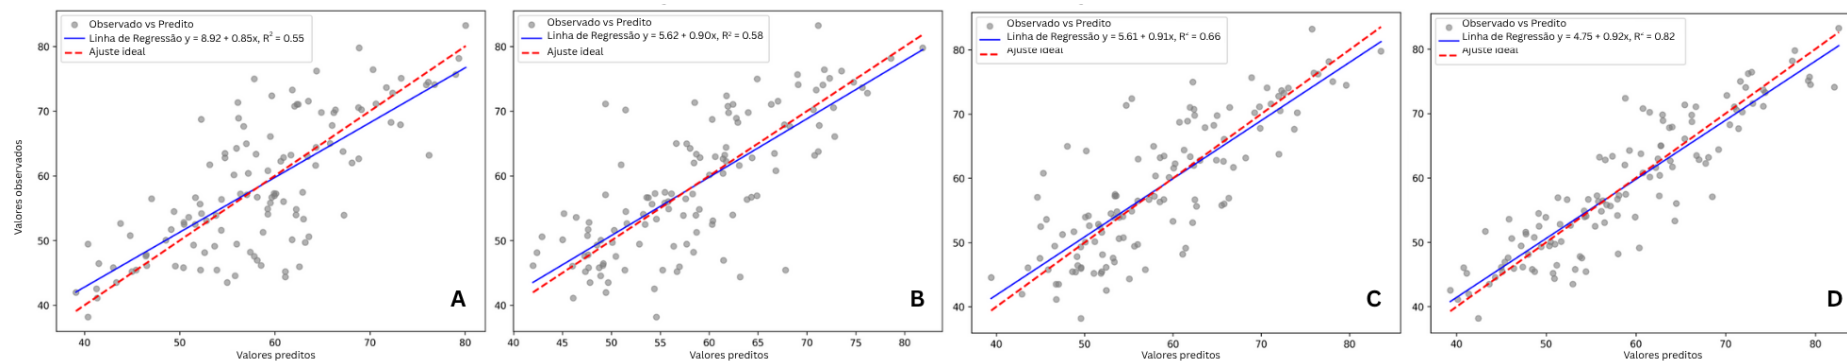 Observado vs Predito
Linha de Regressão y = 8.92 + 0.85x, R² = 0.55
Ajuste ideal
Valores observados
80
70
60
50
40
40
50
60
70
80
Valores preditos
A
Observado vs Predito
Linha de Regressão y = 5.62 + 0.90x, R² = 0.58
Ajuste ideal
80
70
60
50
40
40
45
50
55
60
65
70
75
80
Valores preditos
B
Observado vs Predito
Linha de Regressão y = 5.61 + 0.91x, R² = 0.66
Ajuste ideal
80
70
60
50
40
40
50
60
70
80
Valores preditos
C
Observado vs Predito
Linha de Regressão y = 4.75 + 0.92x, R² = 0.82
Ajuste ideal
80
70
60
50
40
40
50
60
70
80
Valores preditos
D